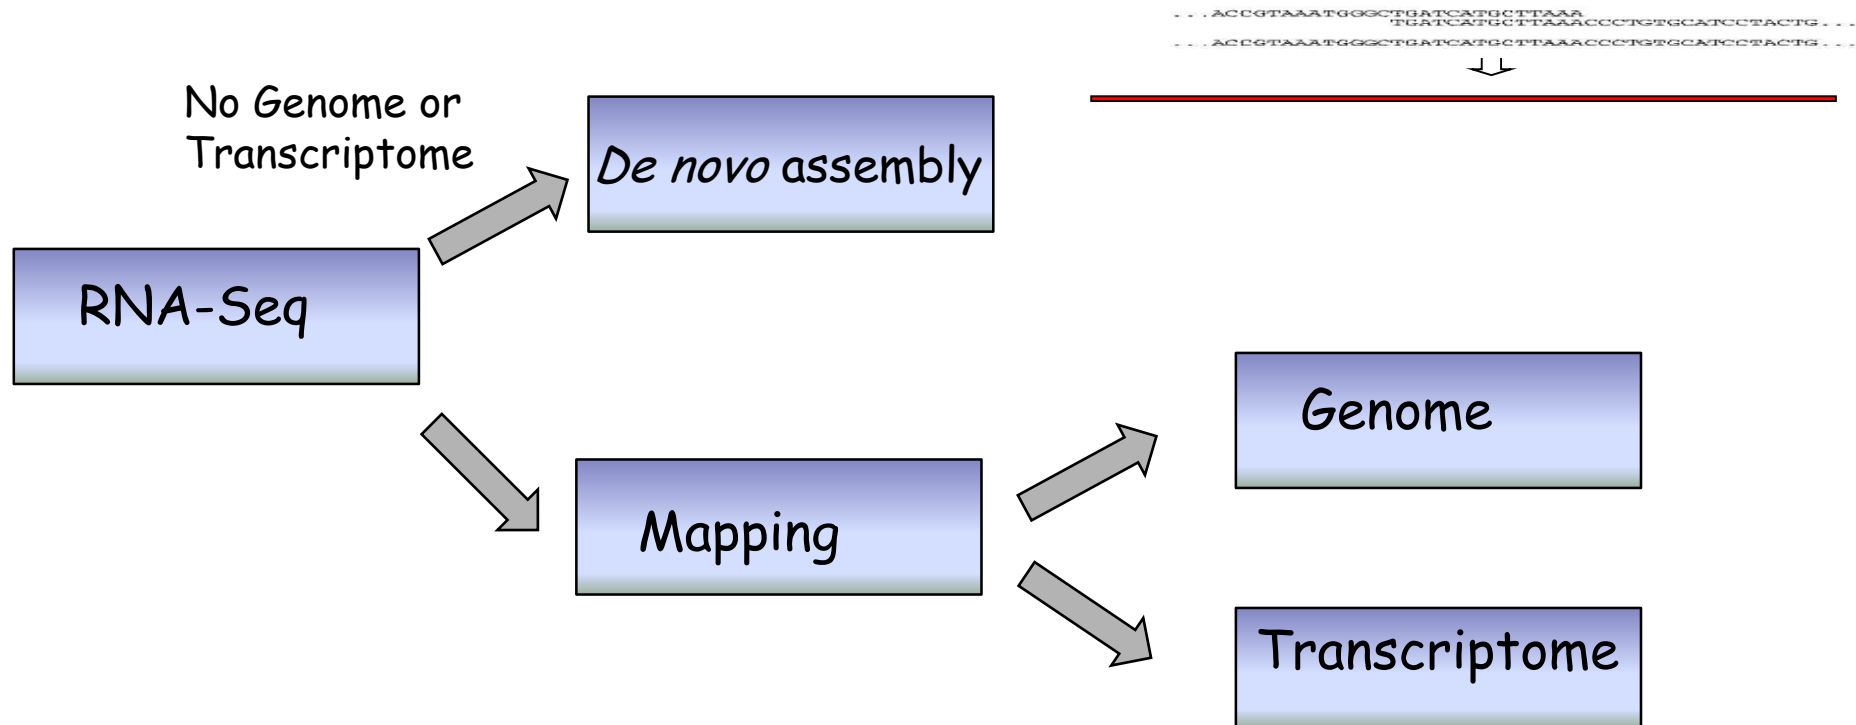 ...ACCGTAAATGGGCTGATCATGCTTAAA
TGATCATGCTTAAACCCTGTGCATCCTACTG...
...ACCGTAAATGGGCTGATCATGCTTAAACCCTGTGCATCCTACTG...
No Genome or
Transcriptome
De novo assembly
RNA-Seq
Genome
Mapping
Transcriptome